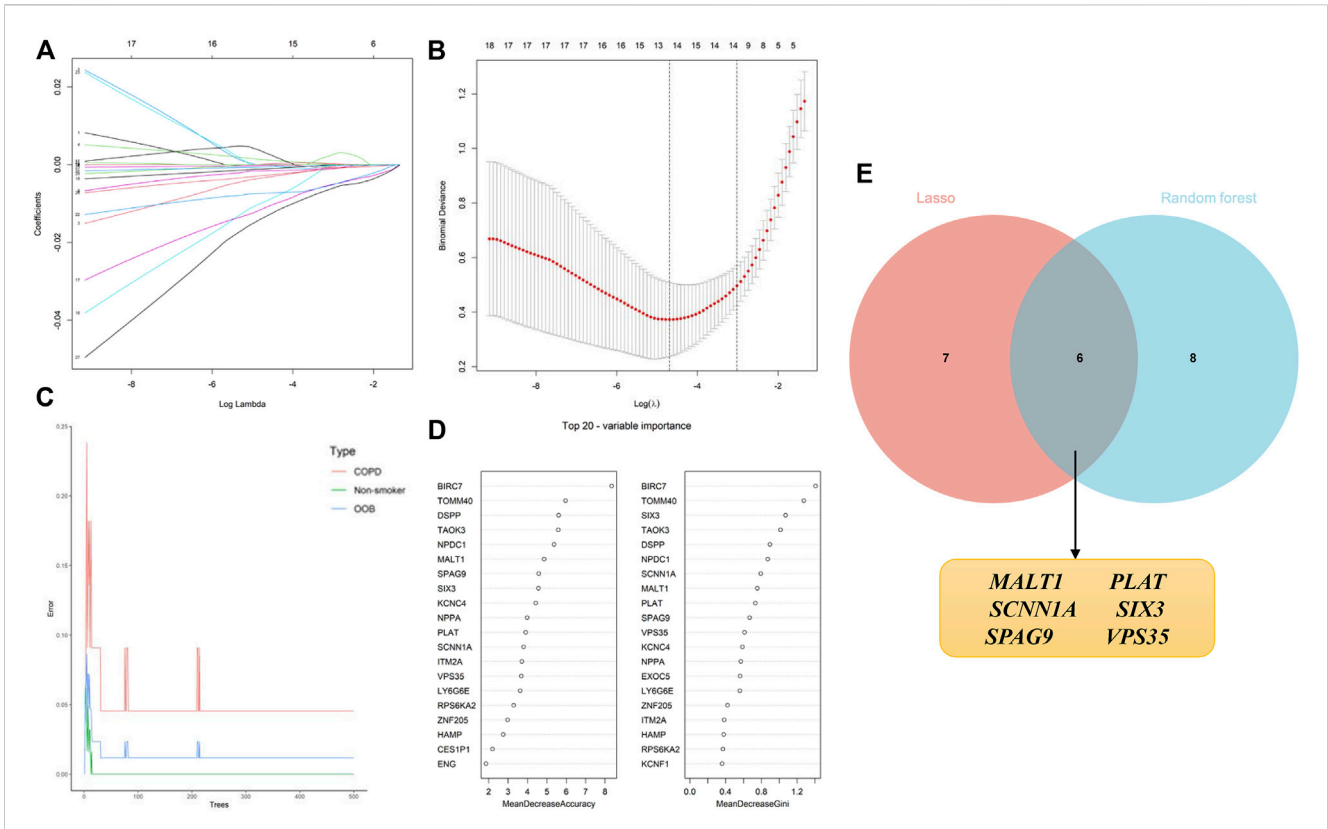 A
17 16 15 6
0.02
0.00
-0.02
-0.04
Coefficients
-8 -6 -4 -2
Log Lambda
B
18 17 17 17 17 17 17 16 16 15 13 14 15 14 14 9 8 5 5
1.2
1.0
0.8
0.6
0.4
0.2
Binomial Deviance
-8 -6 -4 -2
Log(λ)
C
0.25
0.20
0.15
0.10
0.05
0.00
Error
Type
COPD
Non-smoker
OOB
0 100 200 300 400 500
Trees
D
Top 20 - variable importance
BIRC7
TOMM40
DSPP
TAOK3
NPDC1
MALT1
SPAG9
SIX3
KCNC4
NPPA
PLAT
SCNN1A
ITM2A
VPS35
LY6G6E
RPS6KA2
ZNF205
HAMP
CES1P1
ENG
2 3 4 5 6 7 8
MeanDecreaseAccuracy
BIRC7
TOMM40
SIX3
TAOK3
DSPP
NPDC1
SCNN1A
MALT1
PLAT
SPAG9
VPS35
KCNC4
NPPA
EXOC5
LY6G6E
ZNF205
ITM2A
HAMP
RPS6KA2
KCNF1
0.0 0.4 0.8 1.2
MeanDecreaseGini
E
Lasso Random forest
7 6 8
MALT1 PLAT
SCNN1A SIX3
SPAG9 VPS35